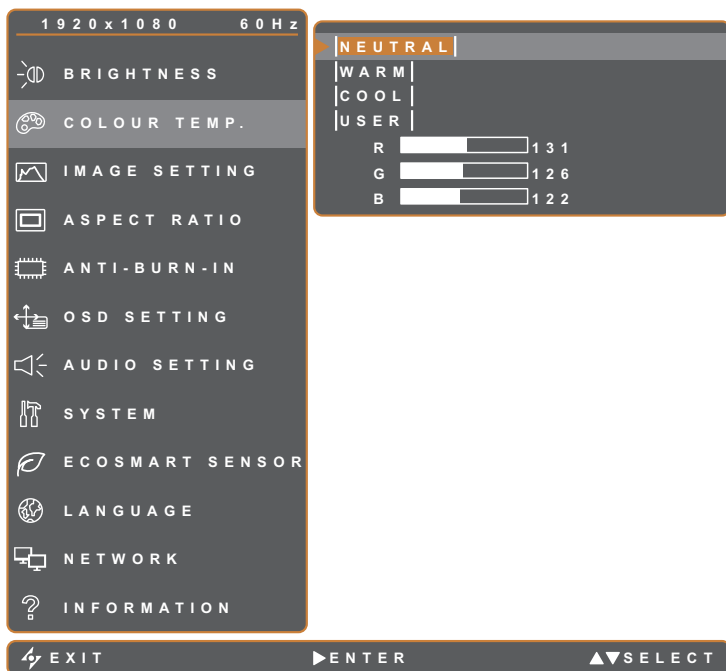 1920x1080 60Hz
BRIGHTNESS
COLOUR TEMP.
IMAGE SETTING
ASPECT RATIO
ANTI-BURN-IN
OSD SETTING
AUDIO SETTING
SYSTEM
ECOSMART SENSOR
LANGUAGE
NETWORK
INFORMATION
NEUTRAL
WARM
COOL
USER
R 131
G 126
B 122
EXIT ENTER SELECT